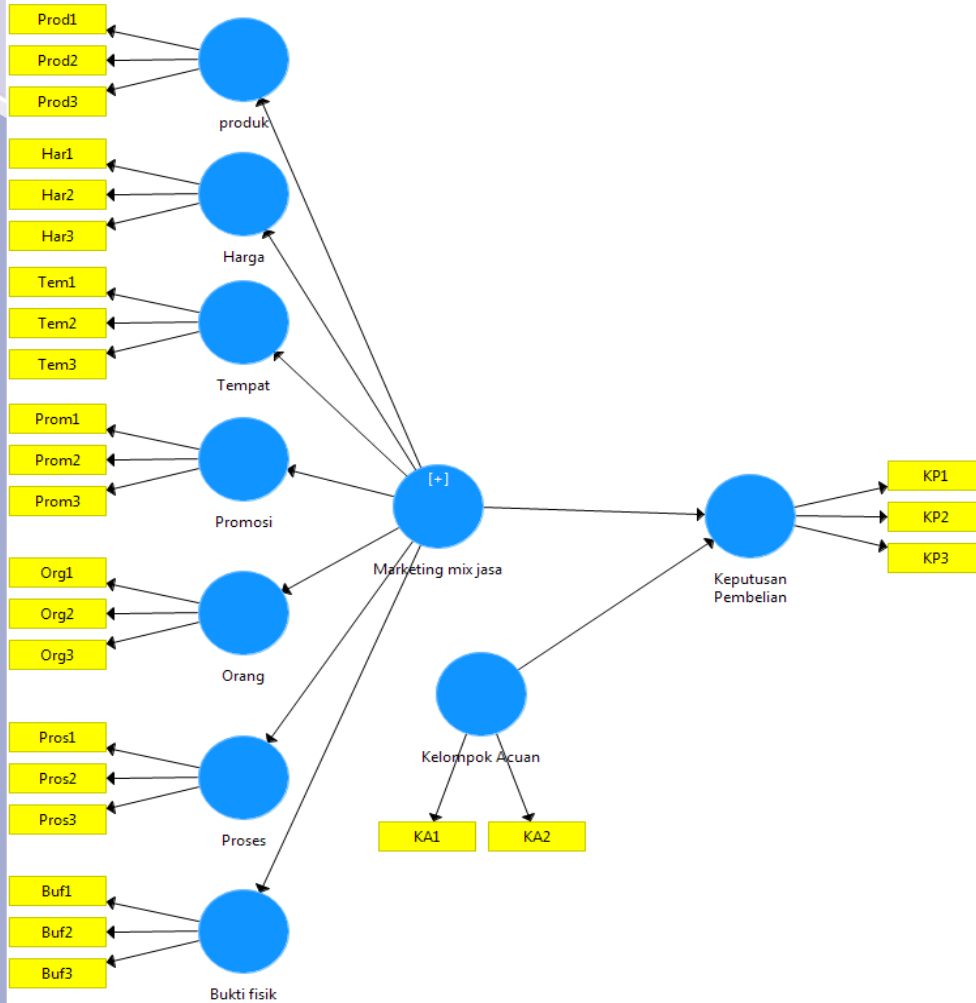 Prod1
Prod2
Prod3
produk
Har1
Har2
Har3
Harga
Tem1
Tem2
Tem3
Tempat
Prom1
Prom2
Prom3
Promosi
[+]
Marketing mix jasa
Org1
Org2
Org3
Orang
Pros1
Pros2
Pros3
Proses
Buf1
Buf2
Buf3
Bukti fisik
Kelompok Acuan
KA1
KA2
Keputusan
Pembelian
KP1
KP2
KP3